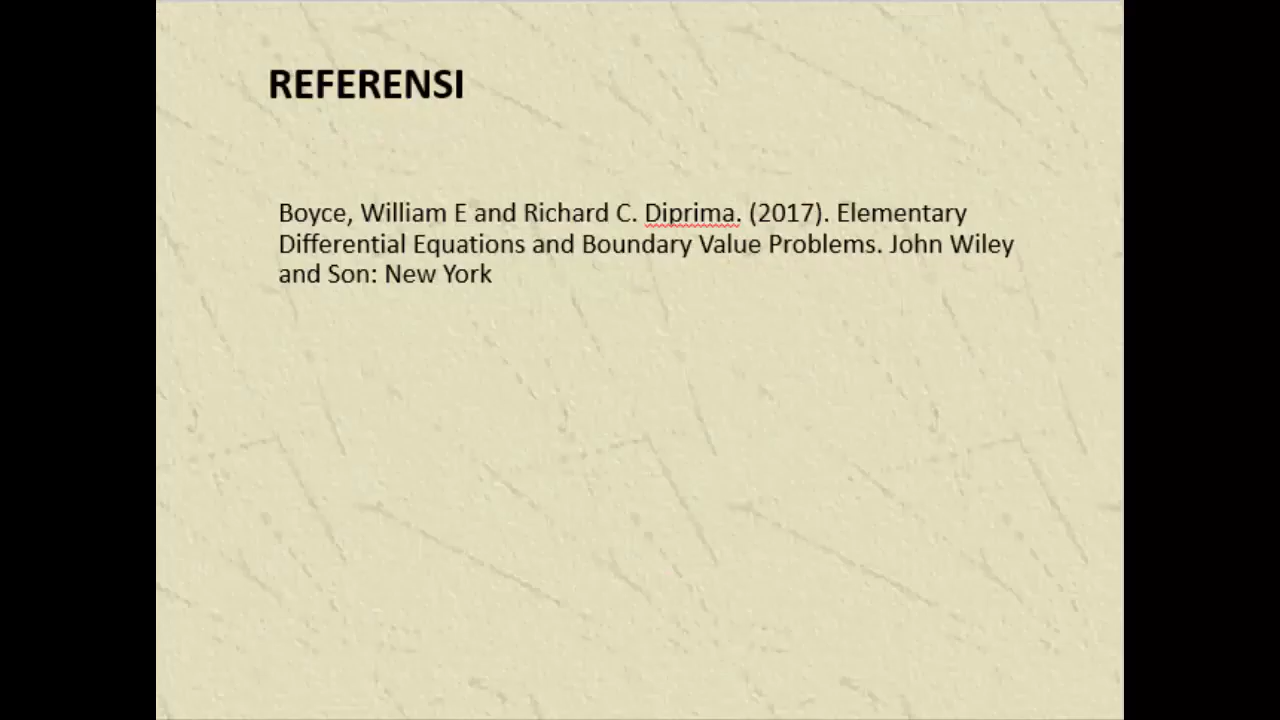 REFERENSI
Boyce, William E and Richard C. Diprima. (2017). Elementary
Differential Equations and Boundary Value Problems. John Wiley
and Son: New York